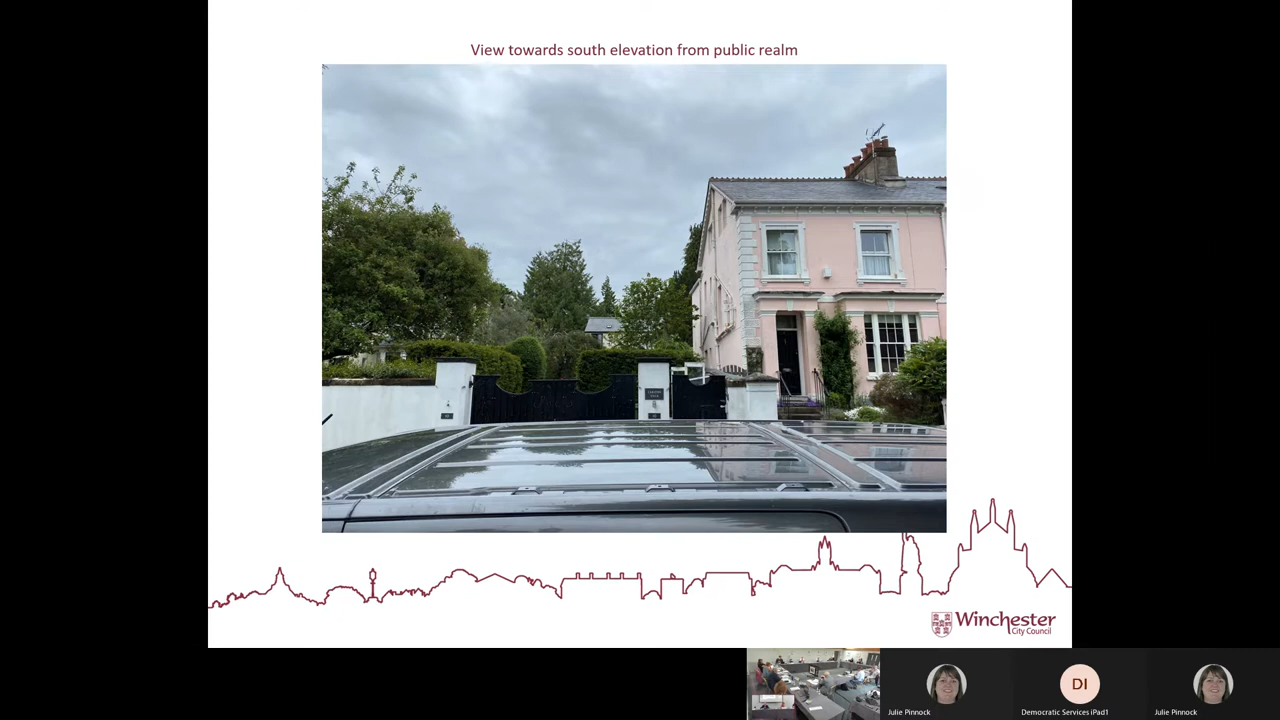 View towards south elevation from public realm
Winchester
City Council
Julie Pinnock
DI
Democratic Services iPad1
Julie Pinnock